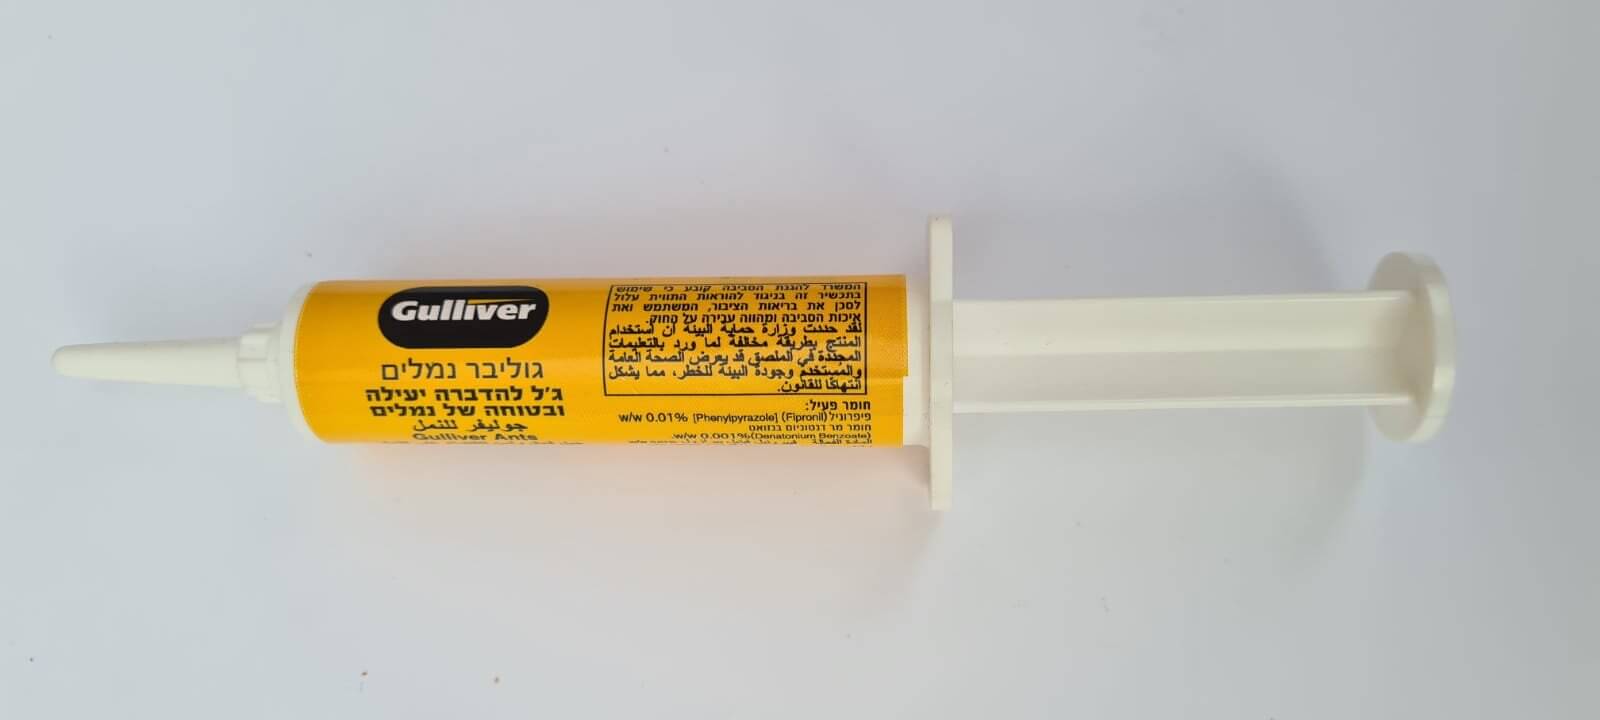 Gulliver
גוליבר נמלים
ג'ל להדברה יעילה
ובטוחה של נמלים
جوليفر للنمل
Gulliver Ants
המשרד להגנת הסביבה קובע כי שימוש
בתכשיר זה בניגוד להוראות התווית עלול
לסכן את בריאות הציבור, המשתמש ואת
איכות הסביבה ומהווה עבירה על החוק.
لقد حددت وزارة حماية البيئة أن استخدام
المنتج بطريقة مخالفة لما ورد بالتعليمات
المحددة في الملصق قد يعرض الصحة العامة
والمستخدم وجودة البيئة للخطر، مما يشكل
انتهاكًا للقانون.
חומר פעיל:
פיפרוניל (Fipronil) [Phenylpyrazole] 0.01% w/w
חומר מר דנטוניום בנזואט
(Denatonium Benzoate) 0.001% w/w.